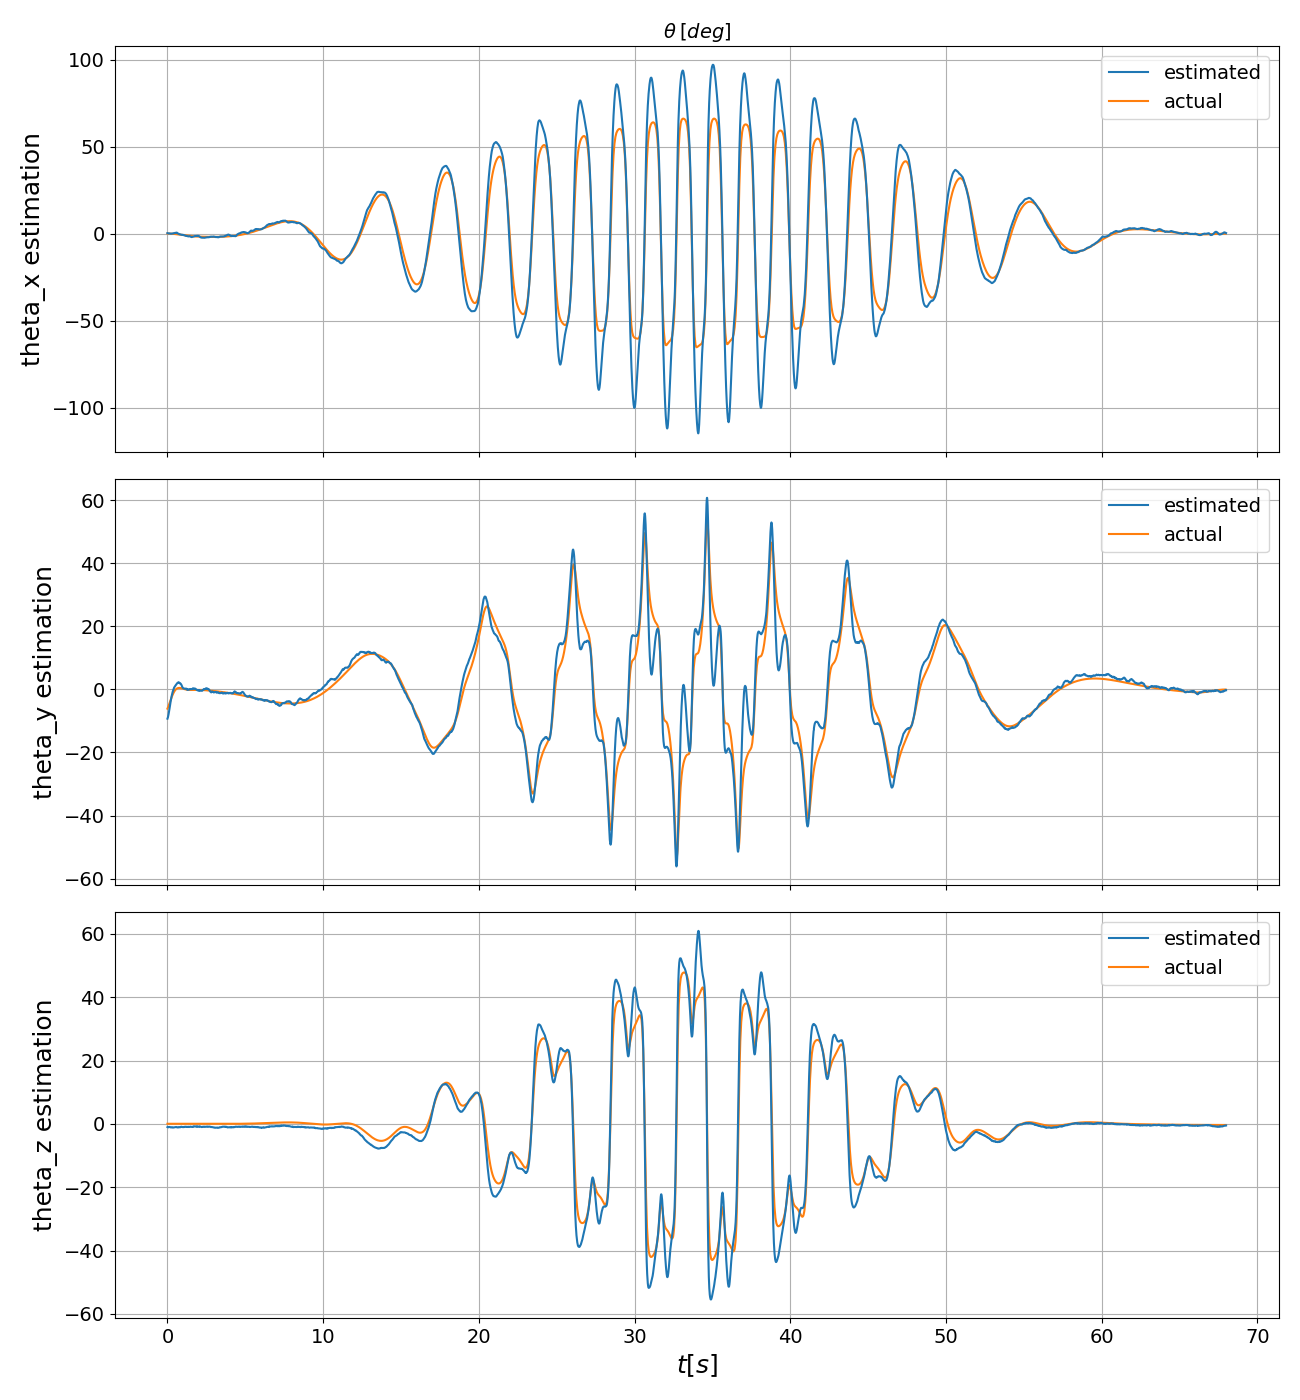 θ [deg]
theta_x estimation
100
50
0
−50
−100
estimated
actual
theta_y estimation
60
40
20
0
−20
−40
−60
estimated
actual
theta_z estimation
60
40
20
0
−20
−40
−60
estimated
actual
0 10 20 30 40 50 60 70
t[s]